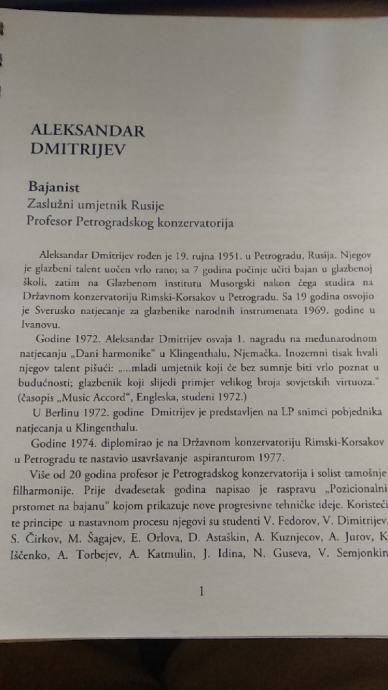 ALEKSANDAR
DMITRIJEV
Bajanist
Zaslužni umjetnik Rusije
Profesor Petrogradskog konzervatorija
Aleksandar Dmitrijev rođen je 19. rujna 1951. u Petrogradu, Rusija. Njegov
je glazbeni talent uočen vrlo rano; sa 7 godina počinje učiti bajan u glazbenoj
školi, zatim na Glazbenom institutu Musorgski nakon čega studira na
Državnom konzervatoriju Rimski-Korsakov u Petrogradu. Sa 19 godina osvojio
je Sverusko natjecanje za glazbenike narodnih instrumenata 1969. godine u
Ivanovu.
Godine 1972. Aleksandar Dmitrijev osvaja 1. nagradu na međunarodnom
natjecanju „Dani harmonike" u Klingenthalu, Njemačka. Inozemni tisak hvali
njegov talent pišući: „....mladi umjetnik koji će bez sumnje biti vrlo poznat u
budućnosti; glazbenik koji slijedi primjer velikog broja sovjetskih virtuoza."
(časopis „Music Accord", Engleska, studeni 1972.)
U Berlinu 1972. godine Dmitrijev je predstavljen na LP snimci pobjednika
natjecanja u Klingenthalu.
Godine 1974. diplomirao je na Državnom konzervatoriju Rimski-Korsakov
u Petrogradu te nastavio usavršavanje aspiranturom 1977.
Više od 20 godina profesor je Petrogradskog konzervatorija i solist tamošnje
filharmonije. Prije dvadesetak godina napisao je raspravu „Pozicionalni
prstomet na bajanu" kojom prikazuje nove progresivne tehničke ideje. Koristeći
te principe u nastavnom procesu njegovi su studenti V. Fedorov, V. Dimitrijev,
S. Čirkov, M. Šagajev, E. Orlova, D. Astaškin, A. Kuznjecov, A. Jurov, K
Iščenko, A. Torbejev, A. Katmulin, J. Idina, N. Guseva, V. Semjonkin
1